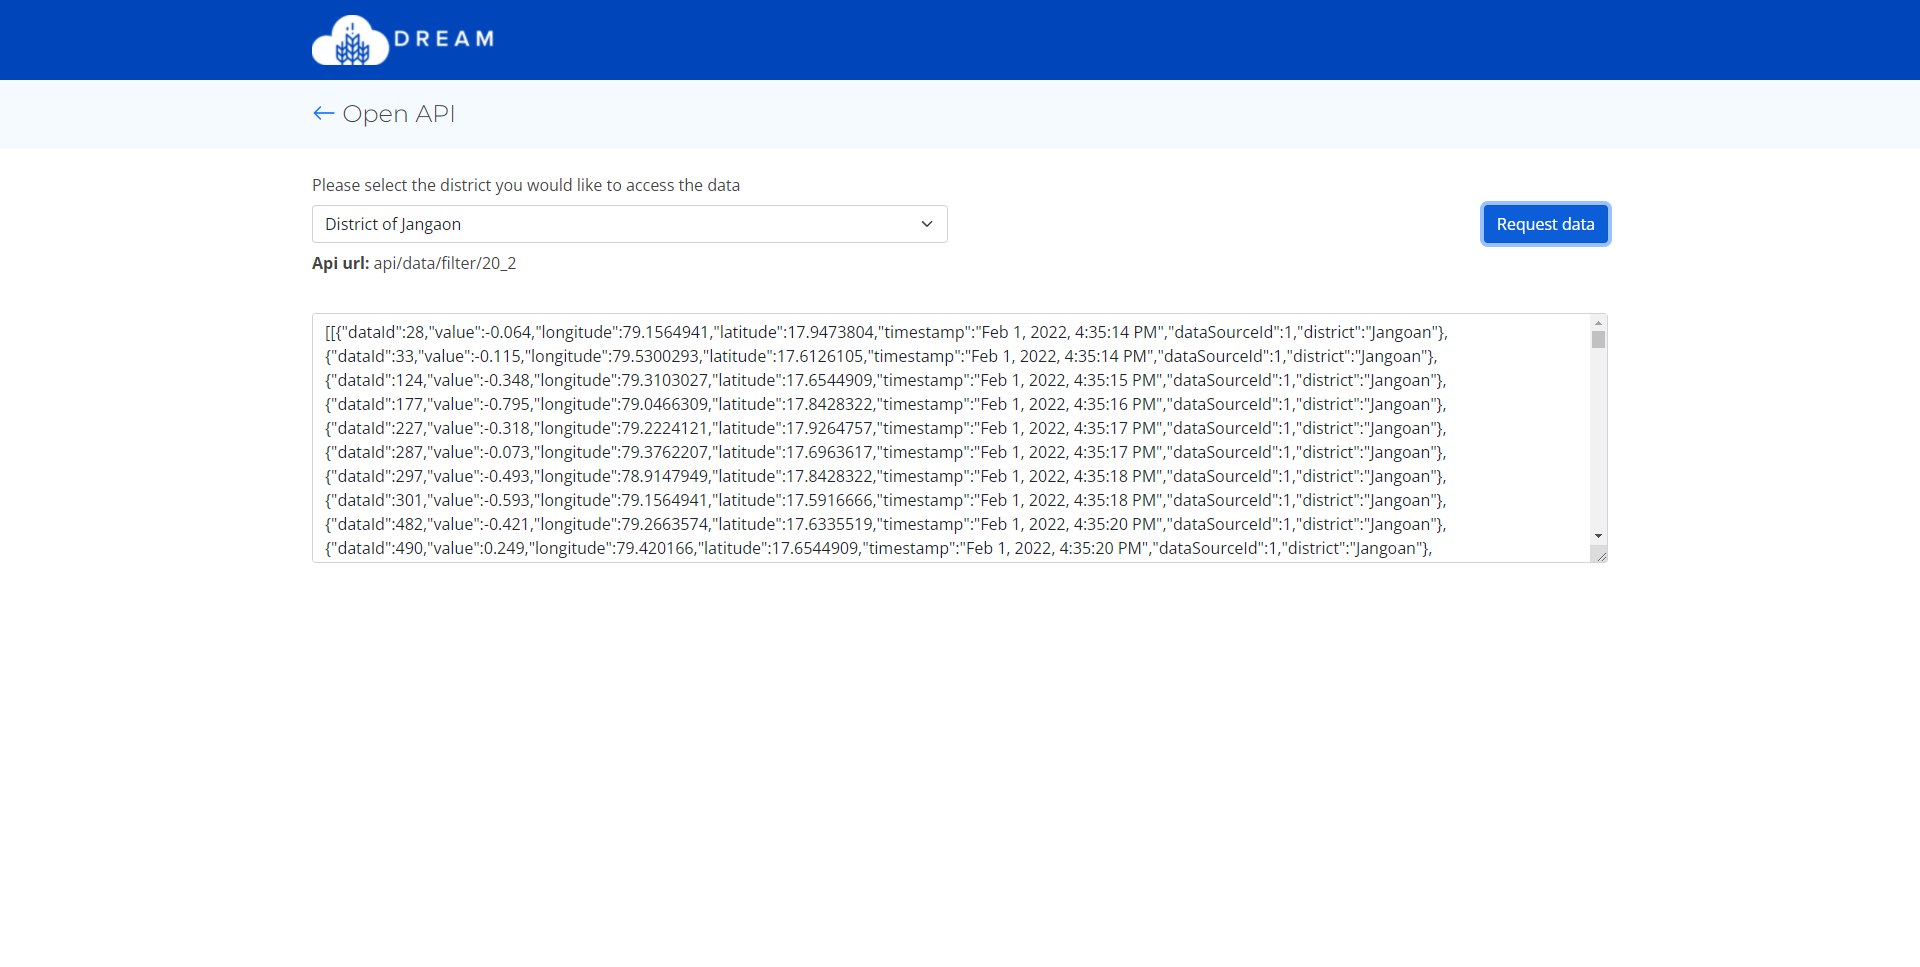 DREAM
Open API
Please select the district you would like to access the data
District of Jangaon
Request data
Api url: api/data/filter/20_2
[[{"dataId":28,"value":-0.064,"longitude":79.1564941,"latitude":17.9473804,"timestamp":"Feb 1, 2022, 4:35:14 PM","dataSourceId":1,"district":"Jangoan"},
{"dataId":33,"value":-0.115,"longitude":79.5300293,"latitude":17.6126105,"timestamp":"Feb 1, 2022, 4:35:14 PM","dataSourceId":1,"district":"Jangoan"},
{"dataId":124,"value":-0.348,"longitude":79.3103027,"latitude":17.6544909,"timestamp":"Feb 1, 2022, 4:35:15 PM","dataSourceId":1,"district":"Jangoan"},
{"dataId":177,"value":-0.795,"longitude":79.0466309,"latitude":17.8428322,"timestamp":"Feb 1, 2022, 4:35:16 PM","dataSourceId":1,"district":"Jangoan"},
{"dataId":227,"value":-0.318,"longitude":79.2224121,"latitude":17.9264757,"timestamp":"Feb 1, 2022, 4:35:17 PM","dataSourceId":1,"district":"Jangoan"},
{"dataId":287,"value":-0.073,"longitude":79.3762207,"latitude":17.6963617,"timestamp":"Feb 1, 2022, 4:35:17 PM","dataSourceId":1,"district":"Jangoan"},
{"dataId":297,"value":-0.493,"longitude":78.9147949,"latitude":17.8428322,"timestamp":"Feb 1, 2022, 4:35:18 PM","dataSourceId":1,"district":"Jangoan"},
{"dataId":301,"value":-0.593,"longitude":79.1564941,"latitude":17.5916666,"timestamp":"Feb 1, 2022, 4:35:18 PM","dataSourceId":1,"district":"Jangoan"},
{"dataId":482,"value":-0.421,"longitude":79.2663574,"latitude":17.6335519,"timestamp":"Feb 1, 2022, 4:35:20 PM","dataSourceId":1,"district":"Jangoan"},
{"dataId":490,"value":0.249,"longitude":79.420166,"latitude":17.6544909,"timestamp":"Feb 1, 2022, 4:35:20 PM","dataSourceId":1,"district":"Jangoan"},